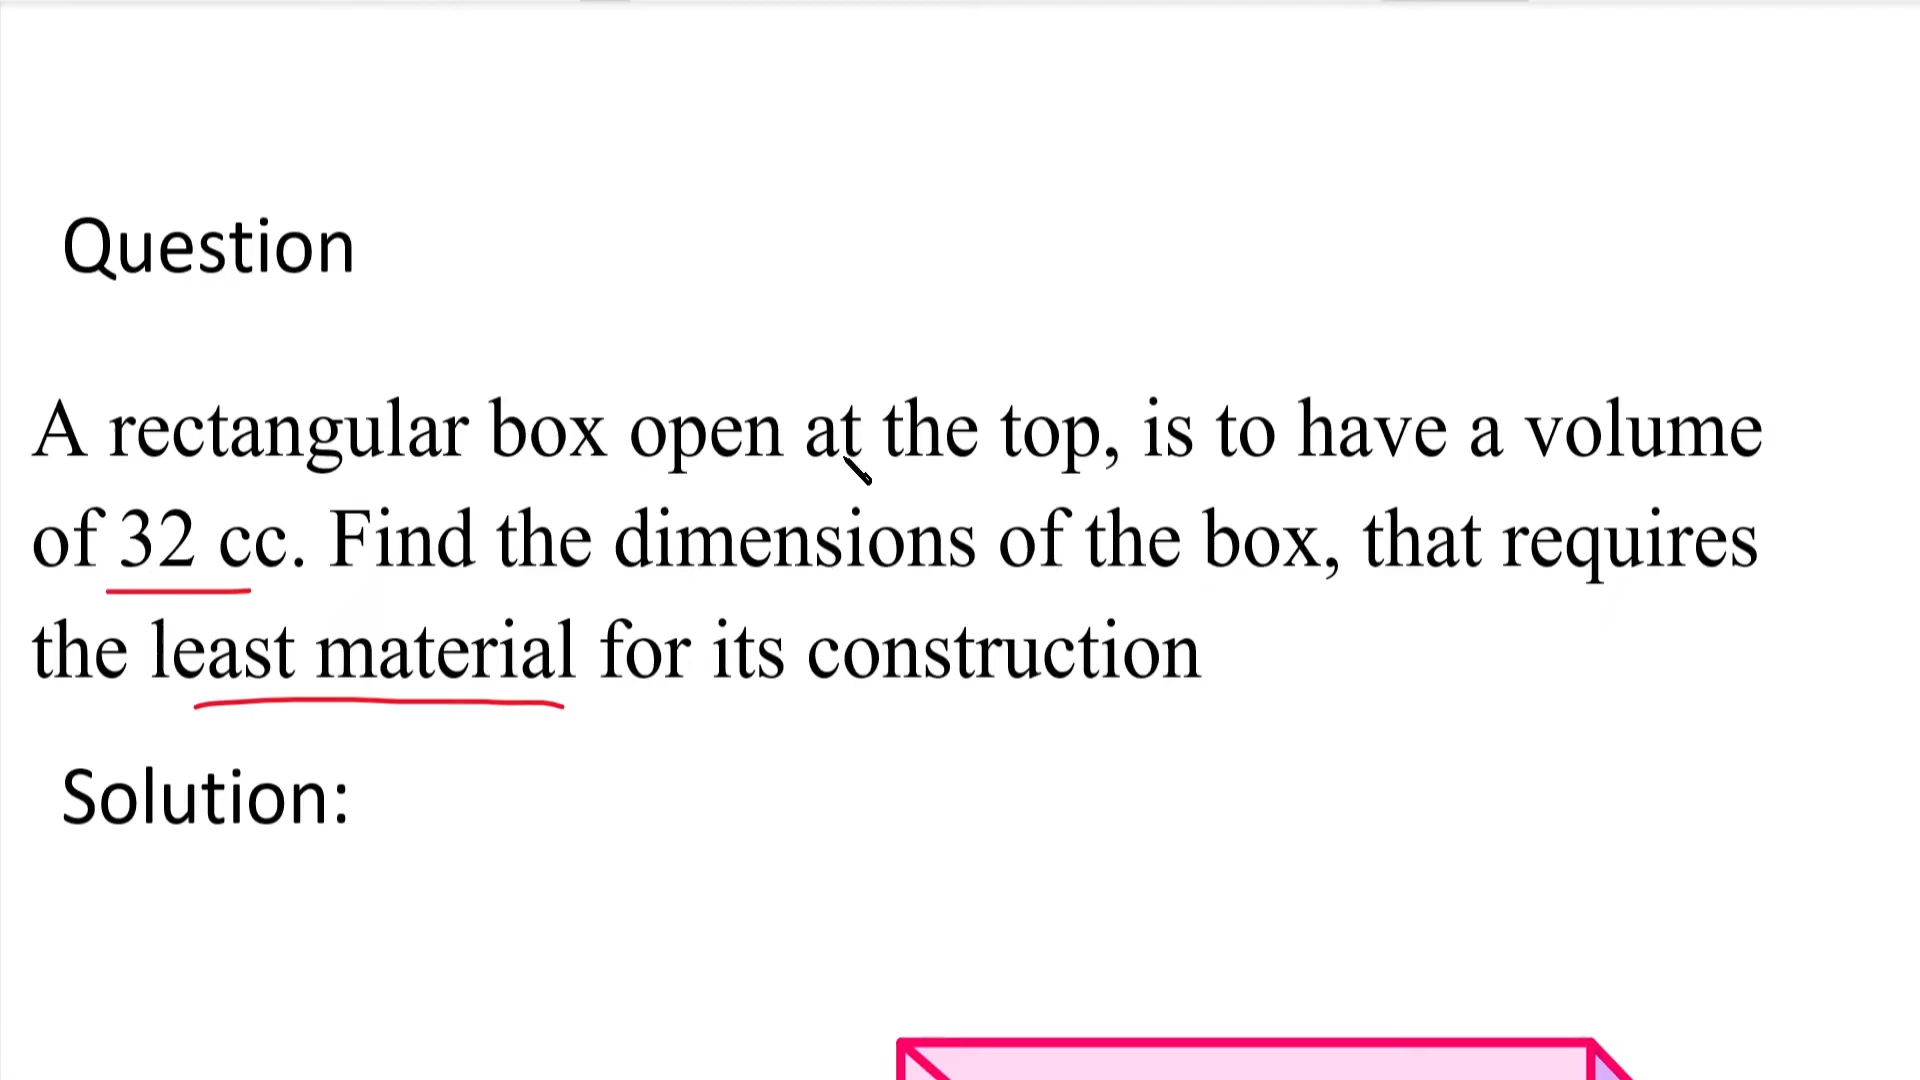 Question
A rectangular box open at the top, is to have a volume
of 32 cc. Find the dimensions of the box, that requires
the least material for its construction
Solution: